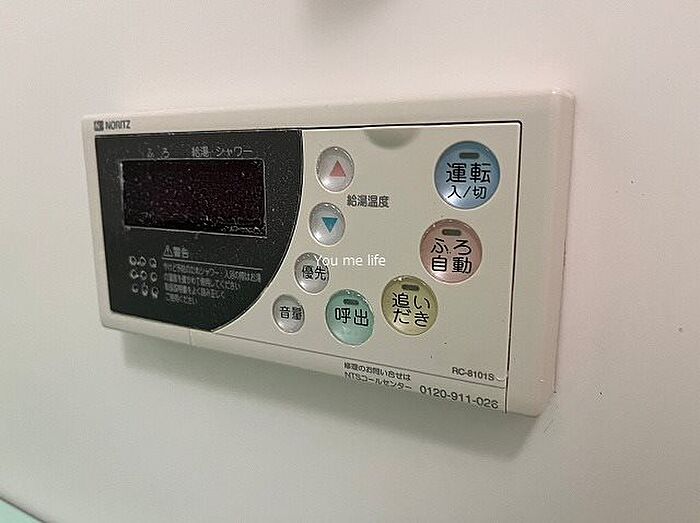 NORITZ
ふろ 給湯・シャワー
給湯温度
運転
入/切
ふろ
自動
優先
追い
だき
音量
呼出
You me life
警告
RC-8101S
修理のお問い合せは
NTSコールセンター 0120-911-026